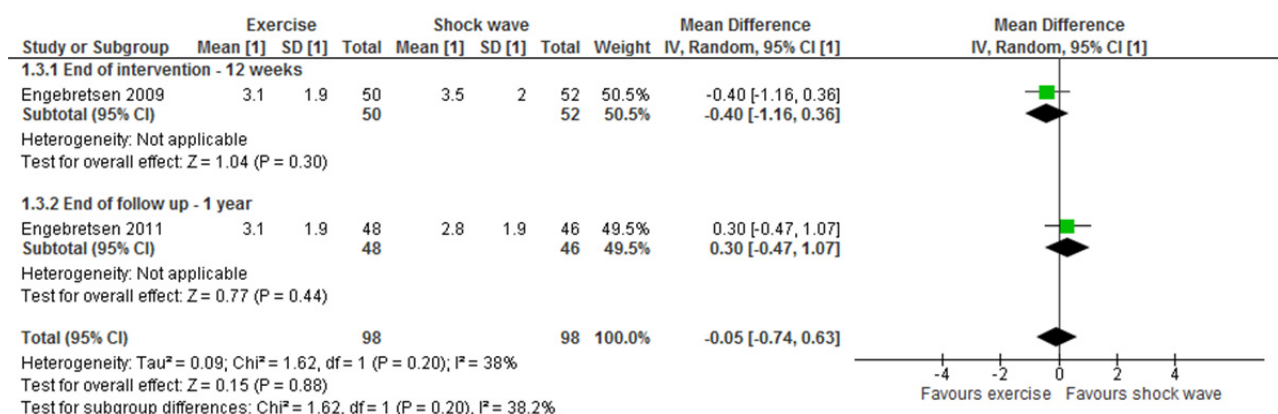 Exercise Shock wave Mean Difference Mean Difference
Study or Subgroup Mean [1] SD [1] Total Mean [1] SD [1] Total Weight IV, Random, 95% CI [1] IV, Random, 95% CI [1]
1.3.1 End of intervention - 12 weeks
Engebretsen 2009 3.1 1.9 50 3.5 2 52 50.5% -0.40 [-1.16, 0.36]
Subtotal (95% CI) 50 52 50.5% -0.40 [-1.16, 0.36]
Heterogeneity: Not applicable
Test for overall effect: Z = 1.04 (P = 0.30)
1.3.2 End of follow up - 1 year
Engebretsen 2011 3.1 1.9 48 2.8 1.9 46 49.5% 0.30 [-0.47, 1.07]
Subtotal (95% CI) 48 46 49.5% 0.30 [-0.47, 1.07]
Heterogeneity: Not applicable
Test for overall effect: Z = 0.77 (P = 0.44)
Total (95% CI) 98 98 100.0% -0.05 [-0.74, 0.63]
Heterogeneity: Tau² = 0.09; Chi² = 1.62, df = 1 (P = 0.20); I² = 38%
Test for overall effect: Z = 0.15 (P = 0.88)
Test for subgroup differences: Chi² = 1.62, df = 1 (P = 0.20), I² = 38.2%
-4 -2 0 2 4
Favours exercise Favours shock wave